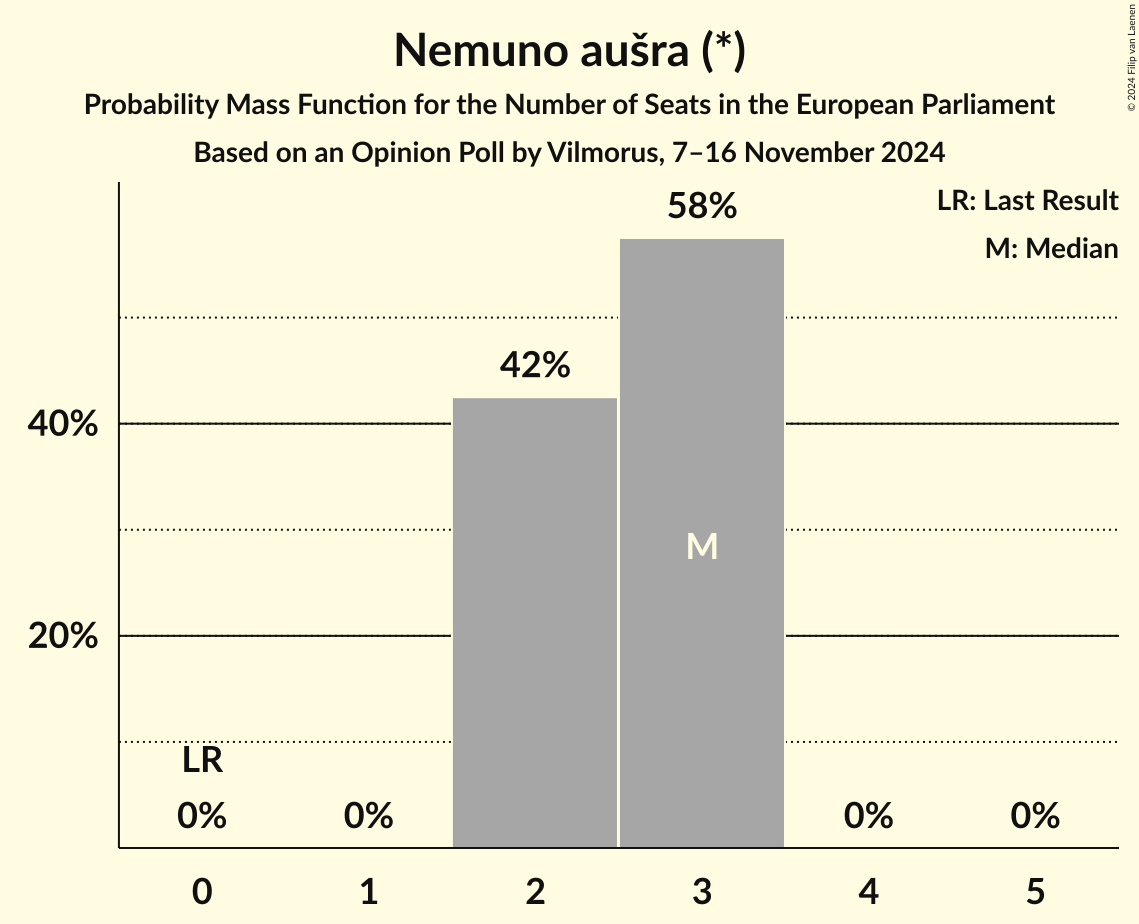 Nemuno aušra (*)
Probability Mass Function for the Number of Seats in the European Parliament
Based on an Opinion Poll by Vilmorus, 7–16 November 2024
© 2024 Filip van Laenen
LR: Last Result
M: Median
58%
42%
40%
M
20%
LR
0%
0%
0%
0%
0
1
2
3
4
5